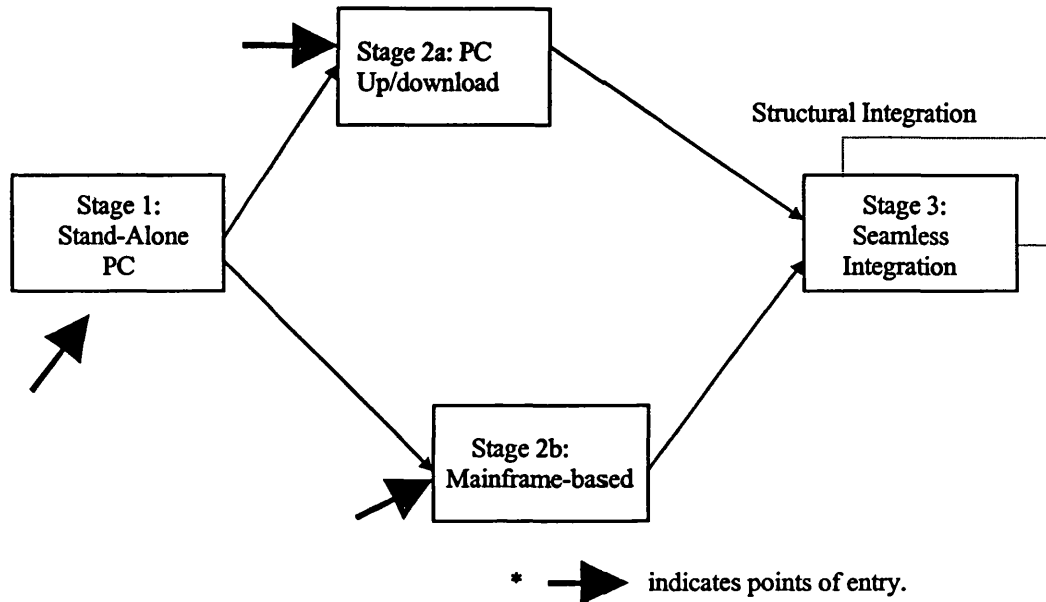 Stage 2a: PC
Up/download
Structural Integration
Stage 1:
Stand-Alone
PC
Stage 3:
Seamless
Integration
Stage 2b:
Mainframe-based
* indicates points of entry.